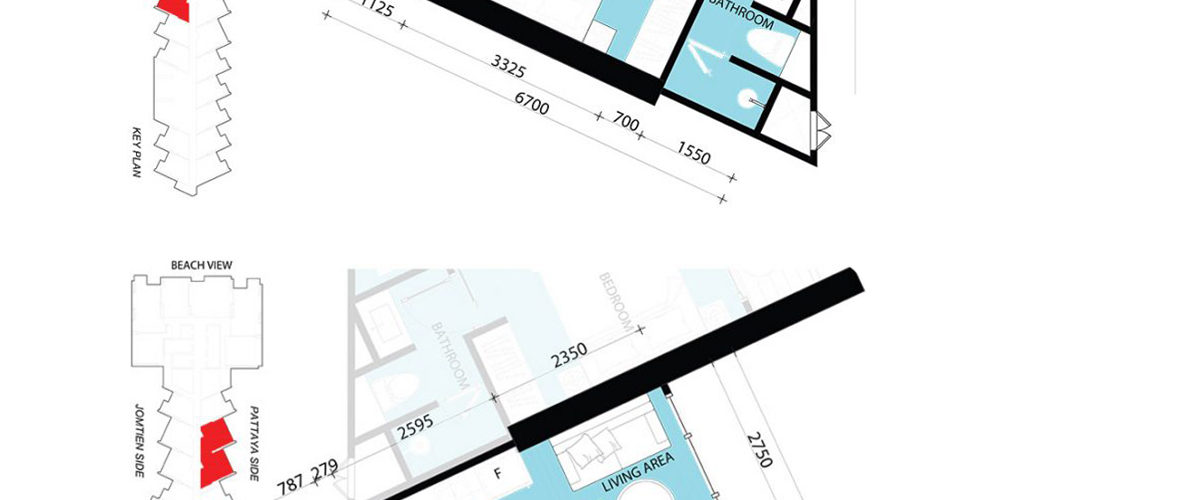 1125
BATHROOM
3325
6700
700
1550
KEY PLAN
BEACH VIEW
BEDROOM
BATHROOM
2350
2595
2750
JOMTIEN SIDE
PATTAYA SIDE
787 279
F
LIVING AREA